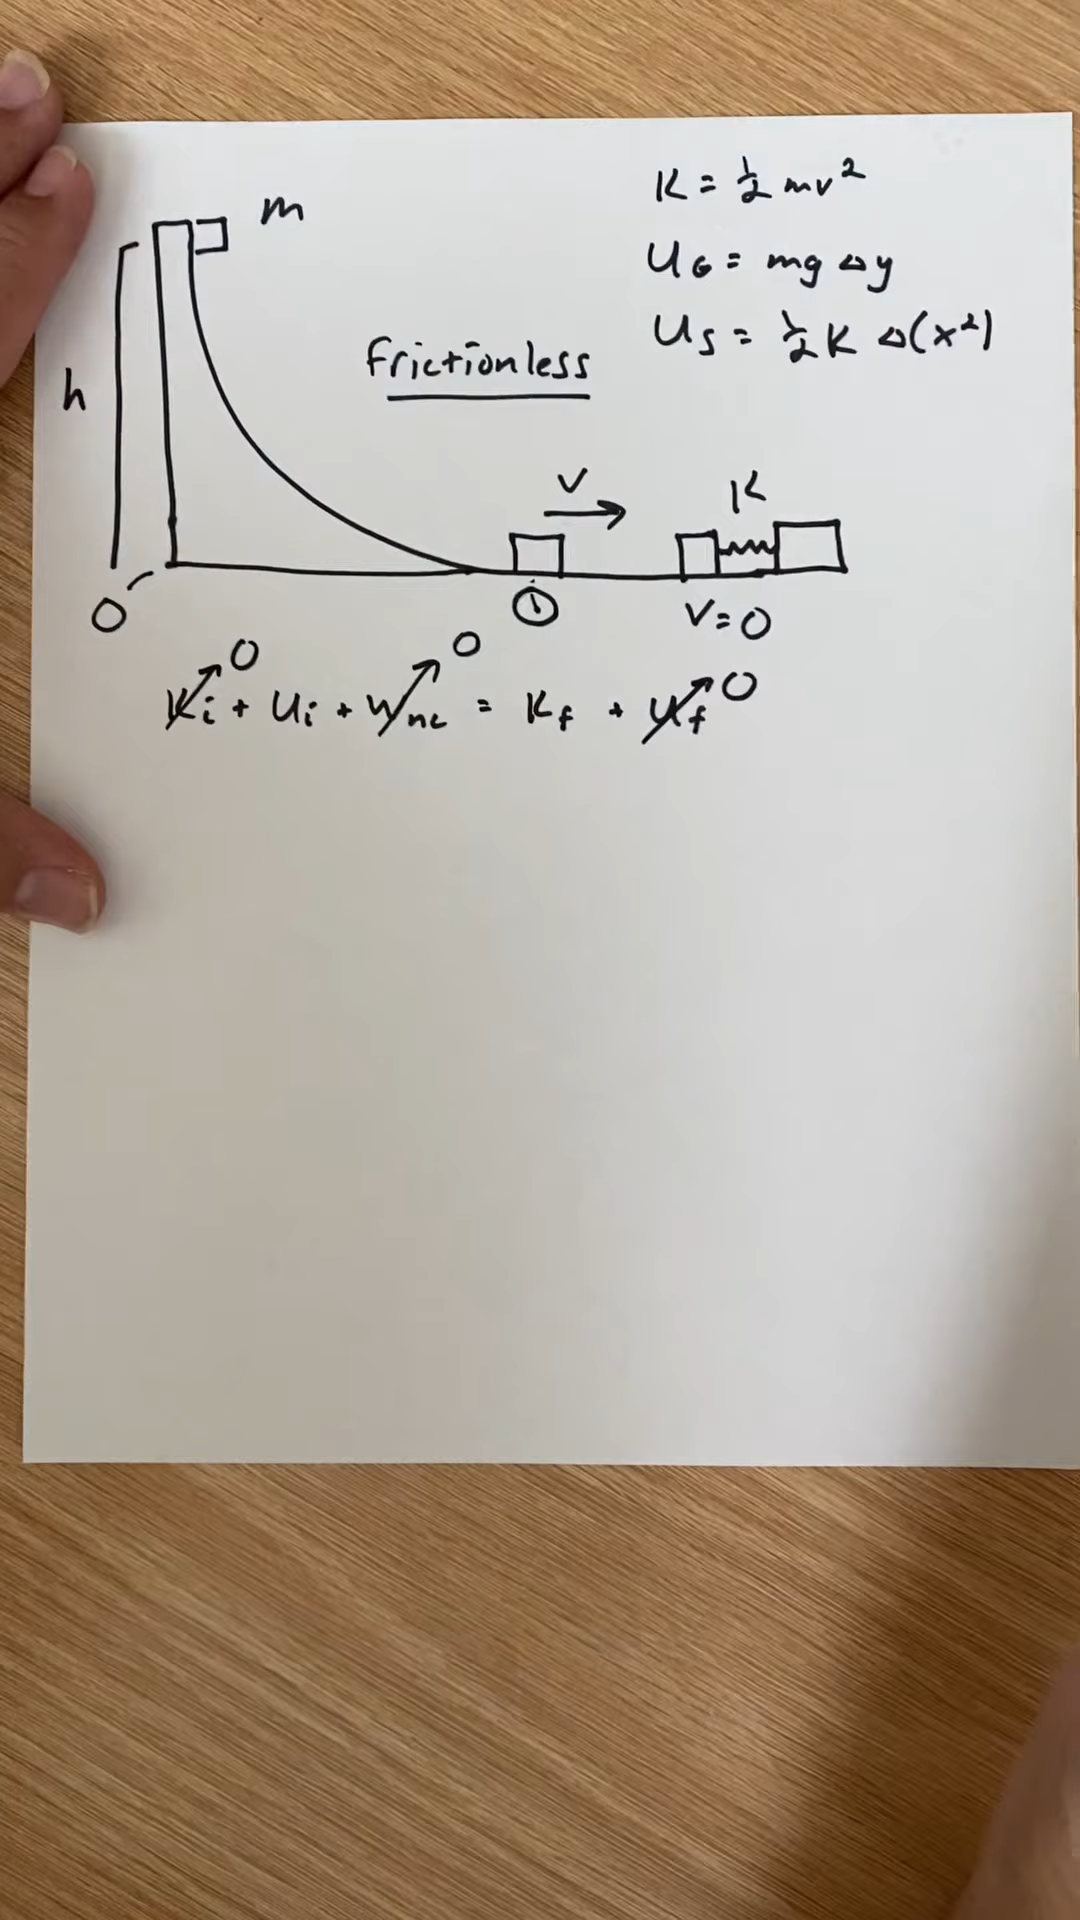 m
K = ½ mv²
U_G = mg Δy
U_S = ½ K Δ(x²)
frictionless
h
V
K
0
①
V=0
0 0 0
K_i + U_i + W_nc = K_f + U_f